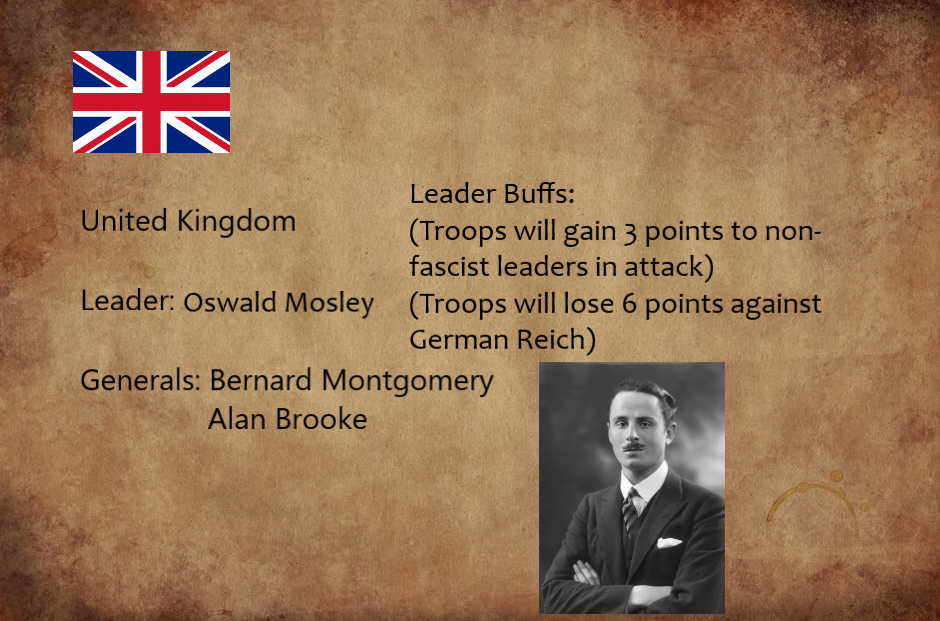 United Kingdom
Leader: Oswald Mosley
Generals: Bernard Montgomery
Alan Brooke
Leader Buffs:
(Troops will gain 3 points to non-
fascist leaders in attack)
(Troops will lose 6 points against
German Reich)